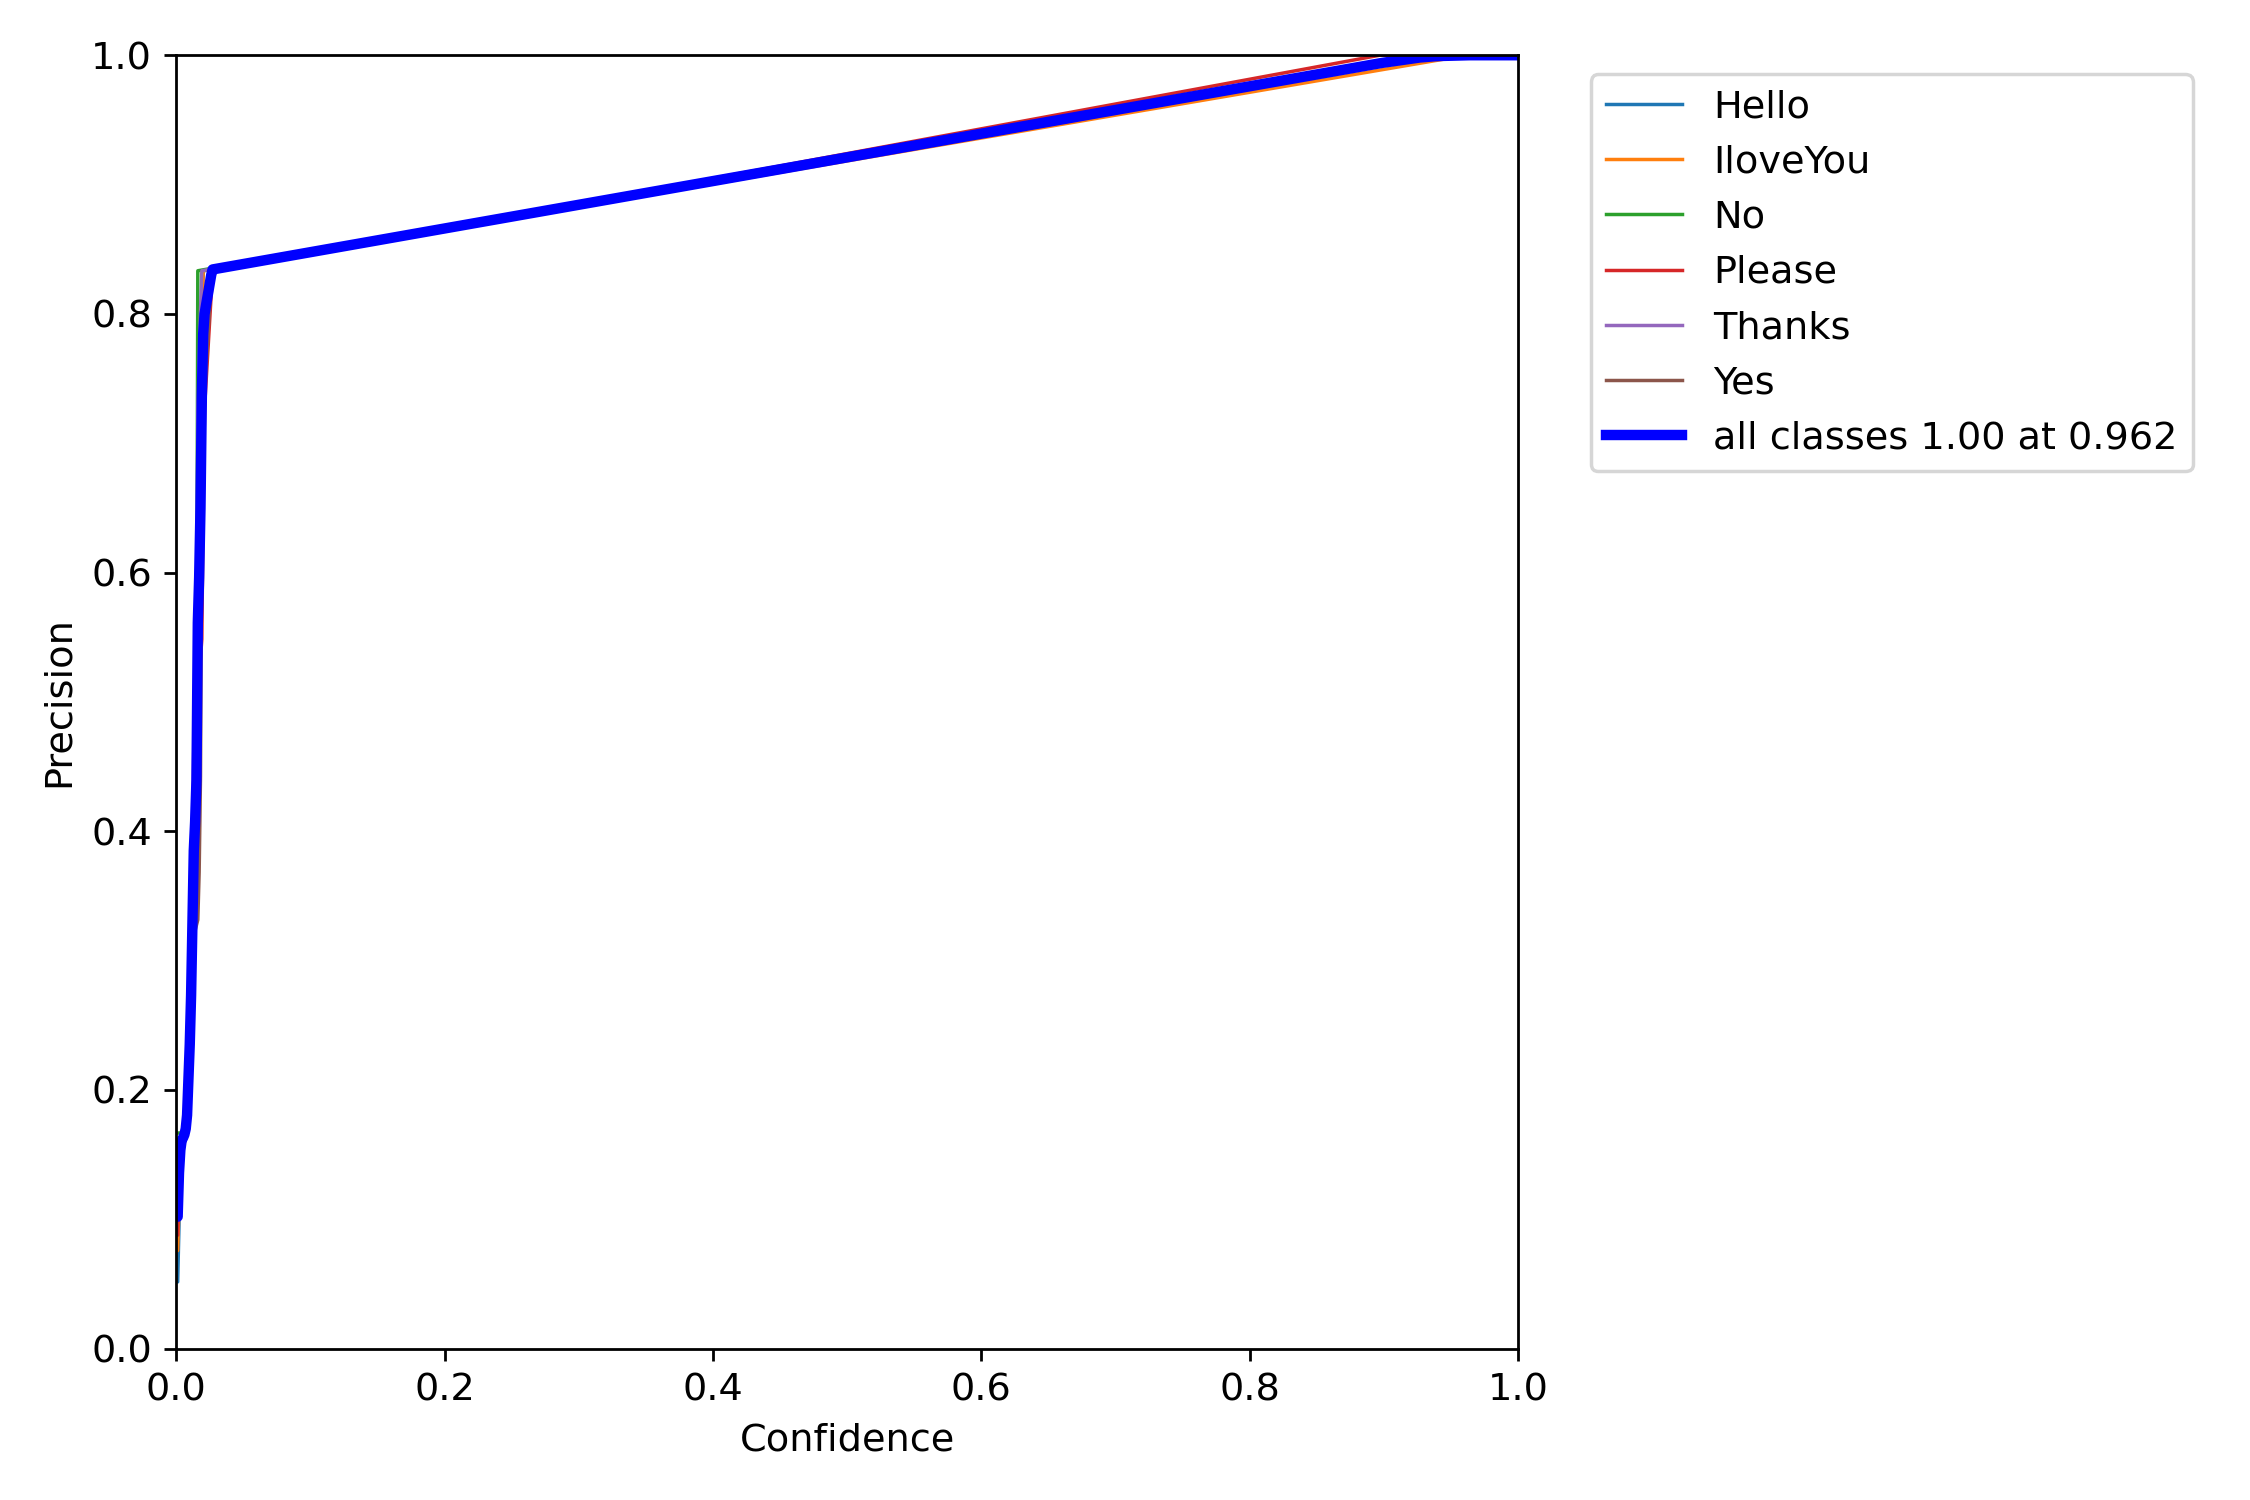 1.0
0.8
0.6
0.4
0.2
0.0
Precision
0.0 0.2 0.4 0.6 0.8 1.0
Confidence
Hello
IloveYou
No
Please
Thanks
Yes
all classes 1.00 at 0.962